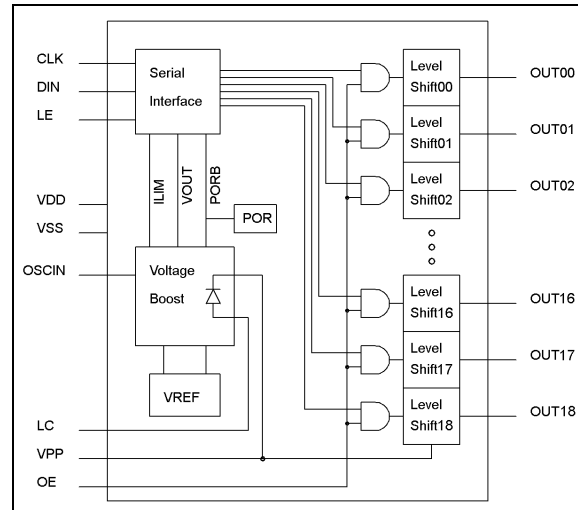 CLK
DIN
LE
VDD
VSS
OSCIN
LC
VPP
OE
Serial
Interface
ILIM
VOUT
PORB
POR
Voltage
Boost
VREF
Level
Shift00
Level
Shift01
Level
Shift02
Level
Shift16
Level
Shift17
Level
Shift18
OUT00
OUT01
OUT02
OUT16
OUT17
OUT18